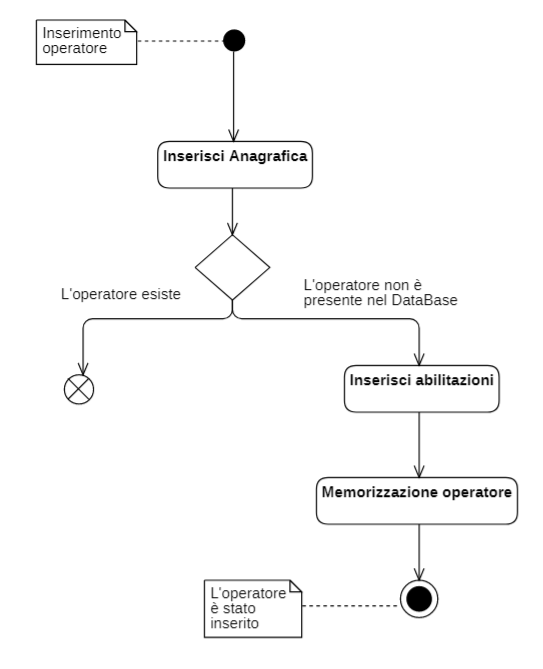 Inserimento
operatore
Inserisci Anagrafica
L'operatore esiste
L'operatore non è
presente nel DataBase
Inserisci abilitazioni
Memorizzazione operatore
L'operatore
è stato
inserito